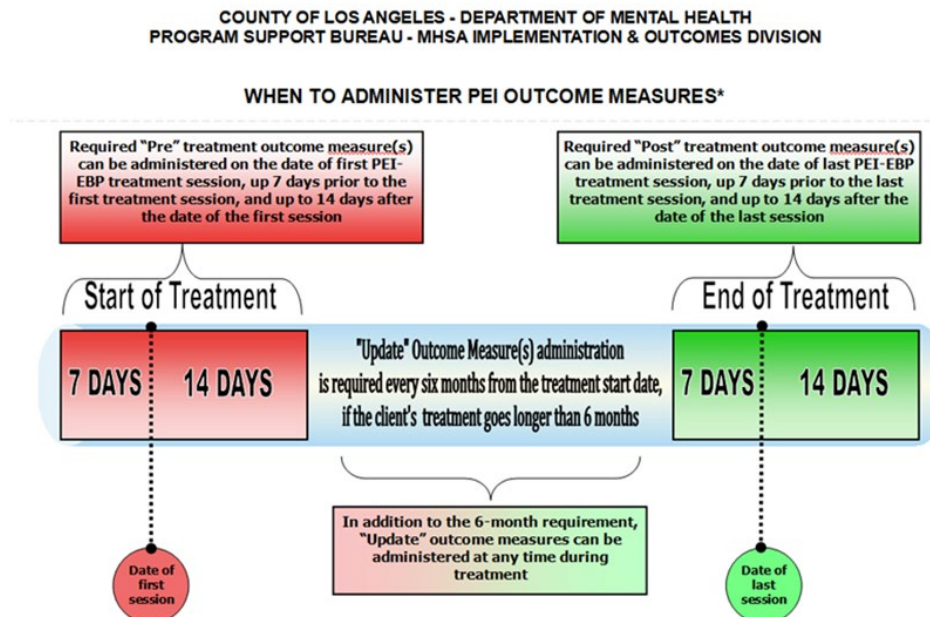 COUNTY OF LOS ANGELES - DEPARTMENT OF MENTAL HEALTH
PROGRAM SUPPORT BUREAU - MHSA IMPLEMENTATION & OUTCOMES DIVISION
WHEN TO ADMINISTER PEI OUTCOME MEASURES*
Required “Pre” treatment outcome measure(s)
can be administered on the date of first PEI-
EBP treatment session, up 7 days prior to the
first treatment session, and up to 14 days after
the date of the first session
Required “Post” treatment outcome measure(s)
can be administered on the date of last PEI-EBP
treatment session, up 7 days prior to the last
treatment session, and up to 14 days after the
date of the last session
Start of Treatment
End of Treatment
7 DAYS
14 DAYS
"Update" Outcome Measure(s) administration
is required every six months from the treatment start date,
if the client's treatment goes longer than 6 months
7 DAYS
14 DAYS
In addition to the 6-month requirement,
“Update” outcome measures can be
administered at any time during
treatment
Date of
first
session
Date of
last
session